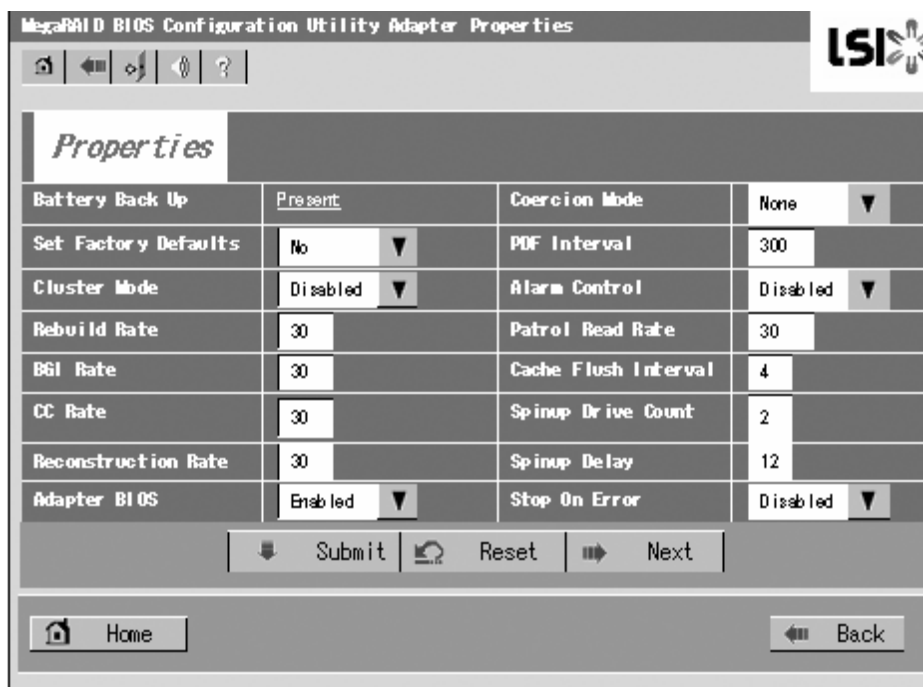 MegaRAID BIOS Configuration Utility Adapter Properties
LSI
Properties
Battery Back Up Present Coercion Mode None
Set Factory Defaults No PDF Interval 300
Cluster Mode Disabled Alarm Control Disabled
Rebuild Rate 30 Patrol Read Rate 30
BGI Rate 30 Cache Flush Interval 4
CC Rate 30 Spinup Drive Count 2
Reconstruction Rate 30 Spinup Delay 12
Adapter BIOS Enabled Stop On Error Disabled
Submit Reset Next
Home Back